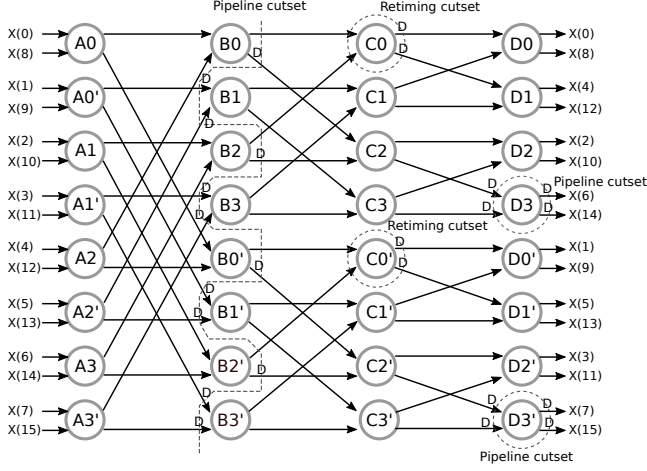 Pipeline cutset
Retiming cutset
X(0) A0 B0 D C0 D D D0 X(0)
X(8) X(8)
X(1) A0' D B1 C1 D1 X(4)
X(9) D X(12)
X(2) A1 B2 D C2 D2 X(2)
X(10) X(10)
Pipeline cutset
X(3) A1' D B3 C3 D D D3 D D X(6)
X(11) D X(14)
Retiming cutset
X(4) A2 B0' D C0' D D D0' X(1)
X(12) X(9)
X(5) A2' D B1' C1' D1' X(5)
X(13) D X(13)
X(6) A3 B2' D C2' D2' X(3)
X(14) X(11)
X(7) A3' D B3' C3' D D D3' D D X(7)
X(15) D X(15)
Pipeline cutset